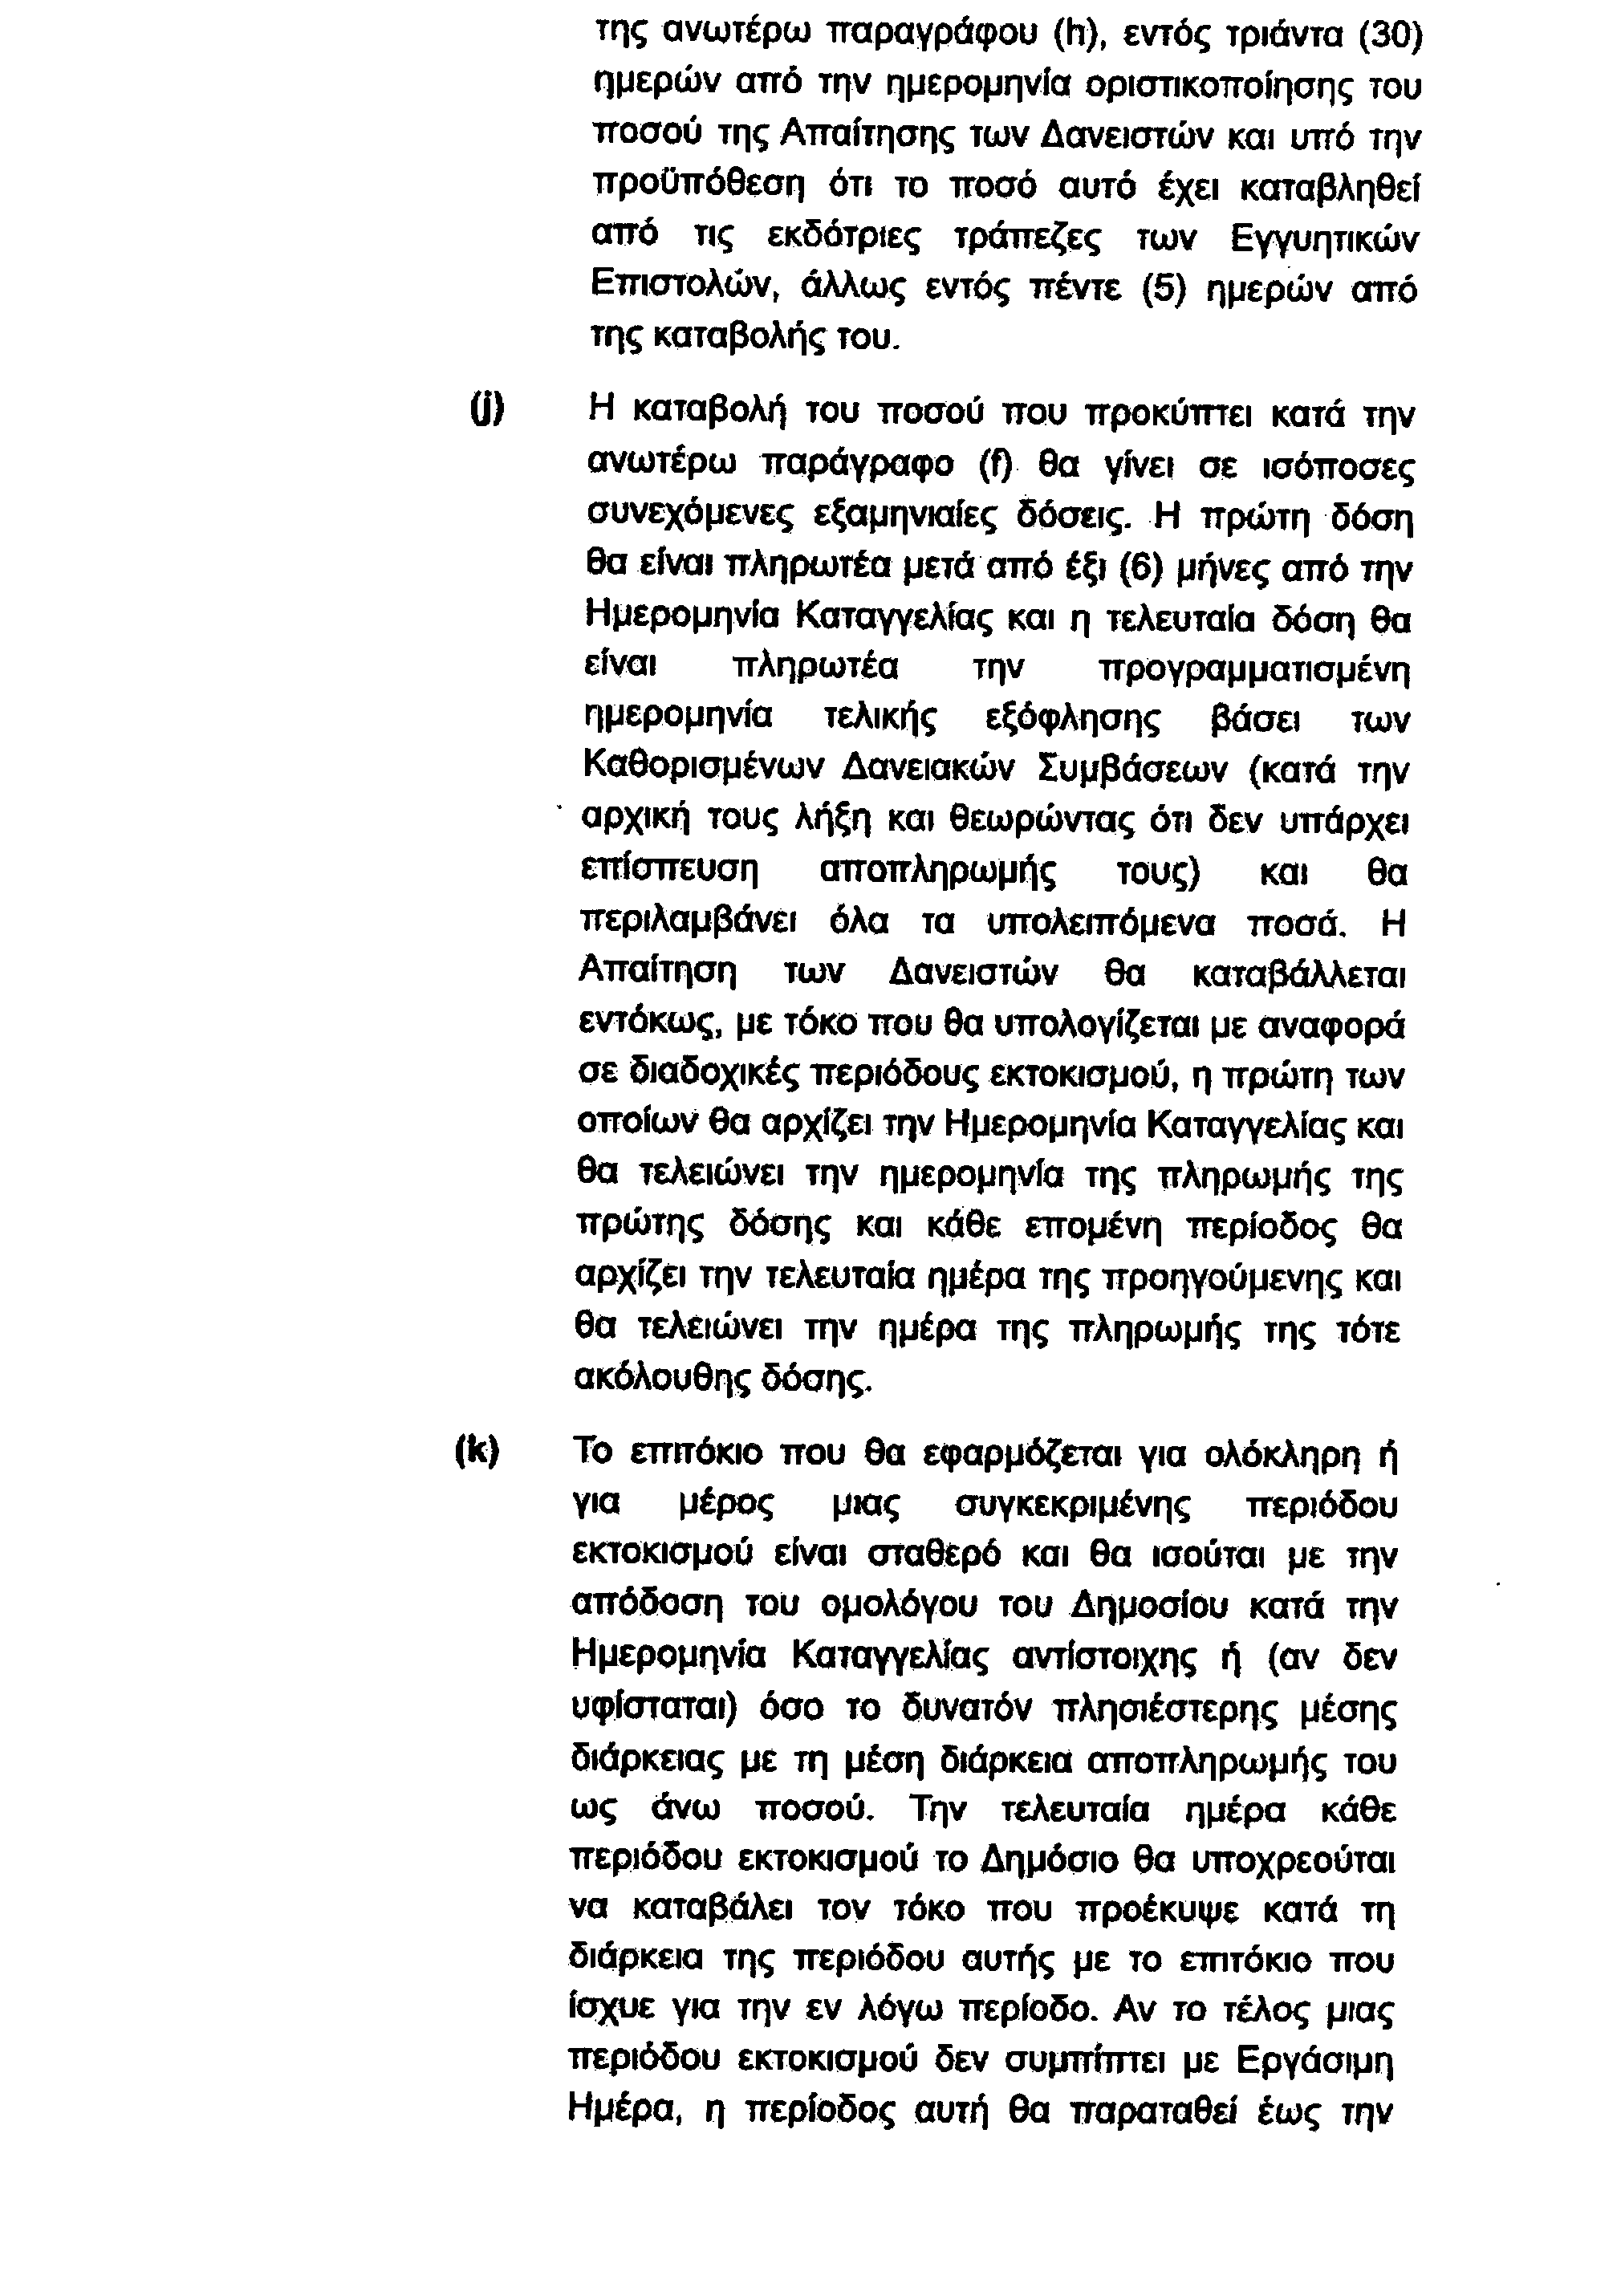 της ανωτέρω παραγράφου (h), εντός τριάντα (30)
ημερών από την ημερομηνία οριστικοποίησης του
ποσού της Απαίτησης των Δανειστών και υπό την
προϋπόθεση ότι το ποσό αυτό έχει καταβληθεί
από τις εκδότριες τράπεζες των Εγγυητικών
Επιστολών, άλλως εντός πέντε (5) ημερών από
της καταβολής του.
(j) Η καταβολή του ποσού που προκύπτει κατά την
ανωτέρω παράγραφο (f) θα γίνει σε ισόποσες
συνεχόμενες εξαμηνιαίες δόσεις. Η πρώτη δόση
θα είναι πληρωτέα μετά από έξι (6) μήνες από την
Ημερομηνία Καταγγελίας και η τελευταία δόση θα
είναι πληρωτέα την προγραμματισμένη
ημερομηνία τελικής εξόφλησης βάσει των
Καθορισμένων Δανειακών Συμβάσεων (κατά την
αρχική τους λήξη και θεωρώντας ότι δεν υπάρχει
επίσπευση αποπληρωμής τους) και θα
περιλαμβάνει όλα τα υπολειπόμενα ποσά. Η
Απαίτηση των Δανειστών θα καταβάλλεται
εντόκως, με τόκο που θα υπολογίζεται με αναφορά
σε διαδοχικές περιόδους εκτοκισμού, η πρώτη των
οποίων θα αρχίζει την Ημερομηνία Καταγγελίας και
θα τελειώνει την ημερομηνία της πληρωμής της
πρώτης δόσης και κάθε επομένη περίοδος θα
αρχίζει την τελευταία ημέρα της προηγούμενης και
θα τελειώνει την ημέρα της πληρωμής της τότε
ακόλουθης δόσης.
(k) Το επιτόκιο που θα εφαρμόζεται για ολόκληρη ή
για μέρος μιας συγκεκριμένης περιόδου
εκτοκισμού είναι σταθερό και θα ισούται με την
απόδοση του ομολόγου του Δημοσίου κατά την
Ημερομηνία Καταγγελίας αντίστοιχης ή (αν δεν
υφίσταται) όσο το δυνατόν πλησιέστερης μέσης
διάρκειας με τη μέση διάρκεια αποπληρωμής του
ως άνω ποσού. Την τελευταία ημέρα κάθε
περιόδου εκτοκισμού το Δημόσιο θα υποχρεούται
να καταβάλει τον τόκο που προέκυψε κατά τη
διάρκεια της περιόδου αυτής με το επιτόκιο που
ίσχυε για την εν λόγω περίοδο. Αν το τέλος μιας
περιόδου εκτοκισμού δεν συμπίπτει με Εργάσιμη
Ημέρα, η περίοδος αυτή θα παραταθεί έως την